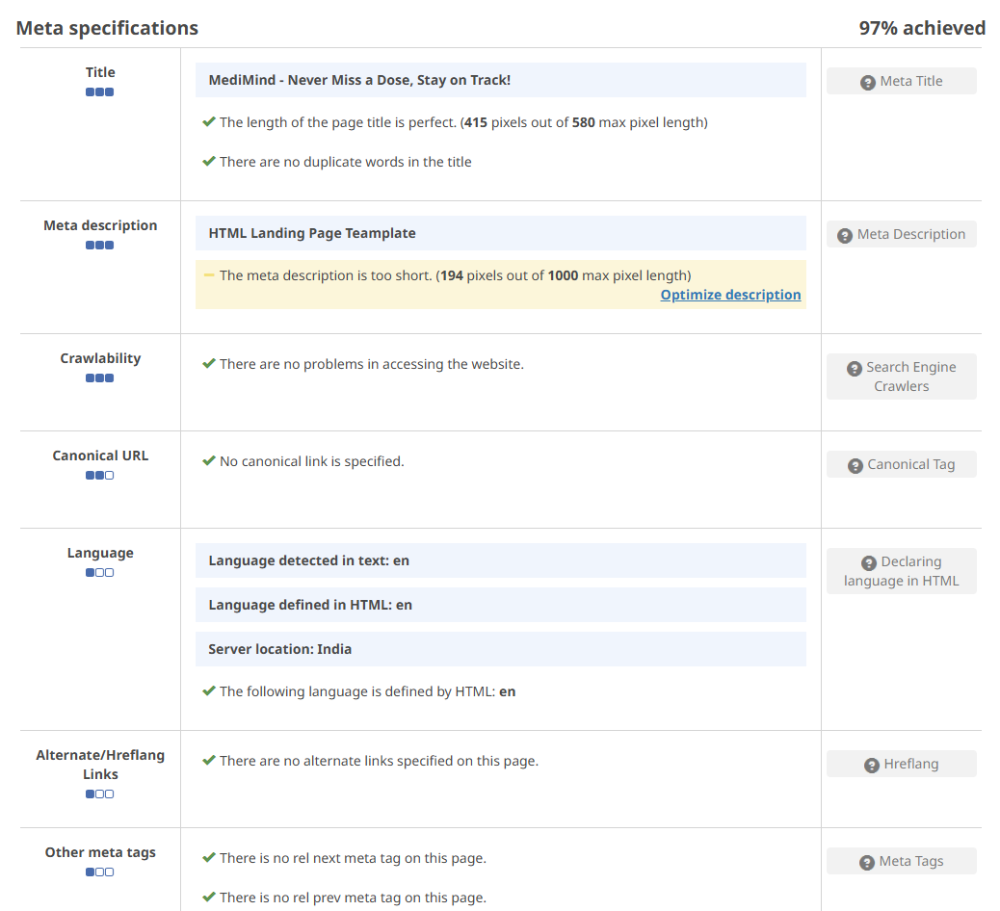 Meta specifications
97% achieved
Title
MediMind - Never Miss a Dose, Stay on Track!
Meta Title
The length of the page title is perfect. (415 pixels out of 580 max pixel length)
There are no duplicate words in the title
Meta description
HTML Landing Page Teamplate
Meta Description
The meta description is too short. (194 pixels out of 1000 max pixel length)
Optimize description
Crawlability
There are no problems in accessing the website.
Search Engine
Crawlers
Canonical URL
No canonical link is specified.
Canonical Tag
Language
Language detected in text: en
Declaring
language in HTML
Language defined in HTML: en
Server location: India
The following language is defined by HTML: en
Alternate/Hreflang
Links
There are no alternate links specified on this page.
Hreflang
Other meta tags
There is no rel next meta tag on this page.
Meta Tags
There is no rel prev meta tag on this page.